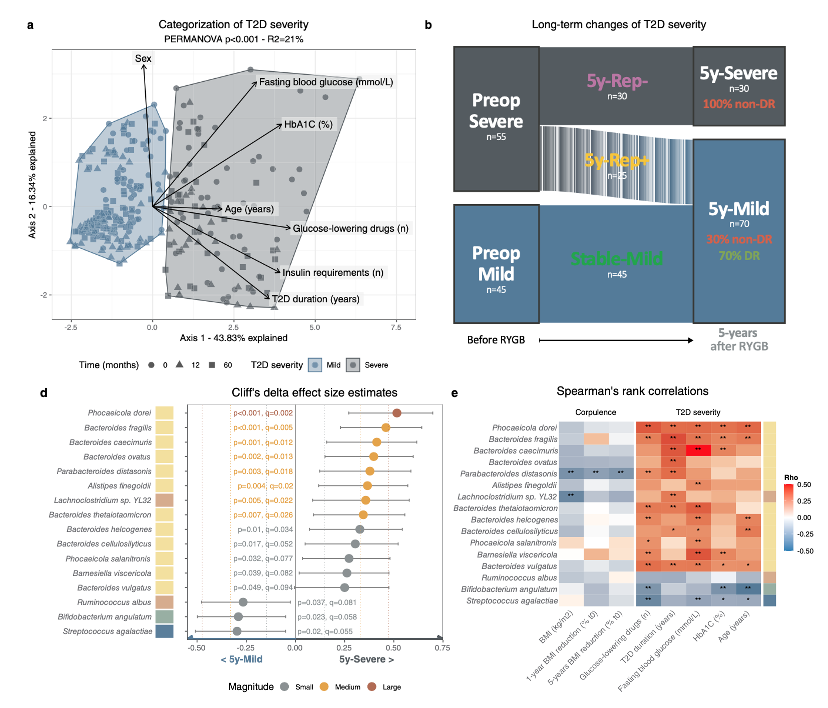 a
Categorization of T2D severity
PERMANOVA p<0.001 - R2=21%
Sex
Fasting blood glucose (mmol/L)
HbA1C (%)
Age (years)
Glucose-lowering drugs (n)
Insulin requirements (n)
T2D duration (years)
2
0
-2
Axis 2 - 16.34% explained
-2.5
0.0
2.5
5.0
7.5
Axis 1 - 43.83% explained
Time (months) 0 12 60 T2D severity Mild Severe
b
Long-term changes of T2D severity
Preop
Severe
n=55
5y-Rep-
n=30
5y-Severe
n=30
100% non-DR
5y-Rep+
n=25
Preop
Mild
n=45
Stable-Mild
n=45
5y-Mild
n=70
30% non-DR
70% DR
Before RYGB
5-years
after RYGB
d
Cliff's delta effect size estimates
Phocaeicola dorei p<0.001, q=0.002
Bacteroides fragilis p<0.001, q=0.005
Bacteroides caecimuris p=0.001, q=0.012
Bacteroides ovatus p=0.002, q=0.013
Parabacteroides distasonis p=0.003, q=0.018
Alistipes finegoldii p=0.004, q=0.02
Lachnoclostridium sp. YL32 p=0.005, q=0.022
Bacteroides thetaiotaomicron p=0.007, q=0.026
Bacteroides helcogenes p=0.01, q=0.034
Bacteroides cellulosilyticus p=0.017, q=0.052
Phocaeicola salanitronis p=0.032, q=0.077
Barnesiella viscericola p=0.039, q=0.082
Bacteroides vulgatus p=0.049, q=0.094
Ruminococcus albus p=0.037, q=0.081
Bifidobacterium angulatum p=0.023, q=0.058
Streptococcus agalactiae p=0.02, q=0.055
-0.50
-0.25
0.00
0.25
0.50
0.75
< 5y-Mild
5y-Severe >
Magnitude Small Medium Large
e
Spearman's rank correlations
Corpulence
T2D severity
Phocaeicola dorei ** ** ** ** **
Bacteroides fragilis ** ** ** ** **
Bacteroides caecimuris ** ** **
Bacteroides ovatus **
Parabacteroides distasonis ** ** ** ** **
Alistipes finegoldii **
Lachnoclostridium sp. YL32 ** **
Bacteroides thetaiotaomicron ** ** **
Bacteroides helcogenes ** ** **
Bacteroides cellulosilyticus * * **
Phocaeicola salanitronis * **
Barnesiella viscericola ** ** **
Bacteroides vulgatus ** ** ** * *
Ruminococcus albus
Bifidobacterium angulatum ** ** **
Streptococcus agalactiae ** ** * *
BMI (kg/m2)
1-year BMI reduction (% t0)
5-years BMI reduction (% t0)
Glucose-lowering drugs (n)
T2D duration (years)
Fasting blood glucose (mmol/L)
HbA1C (%)
Age (years)
Rho
0.50
0.25
0.00
-0.25
-0.50